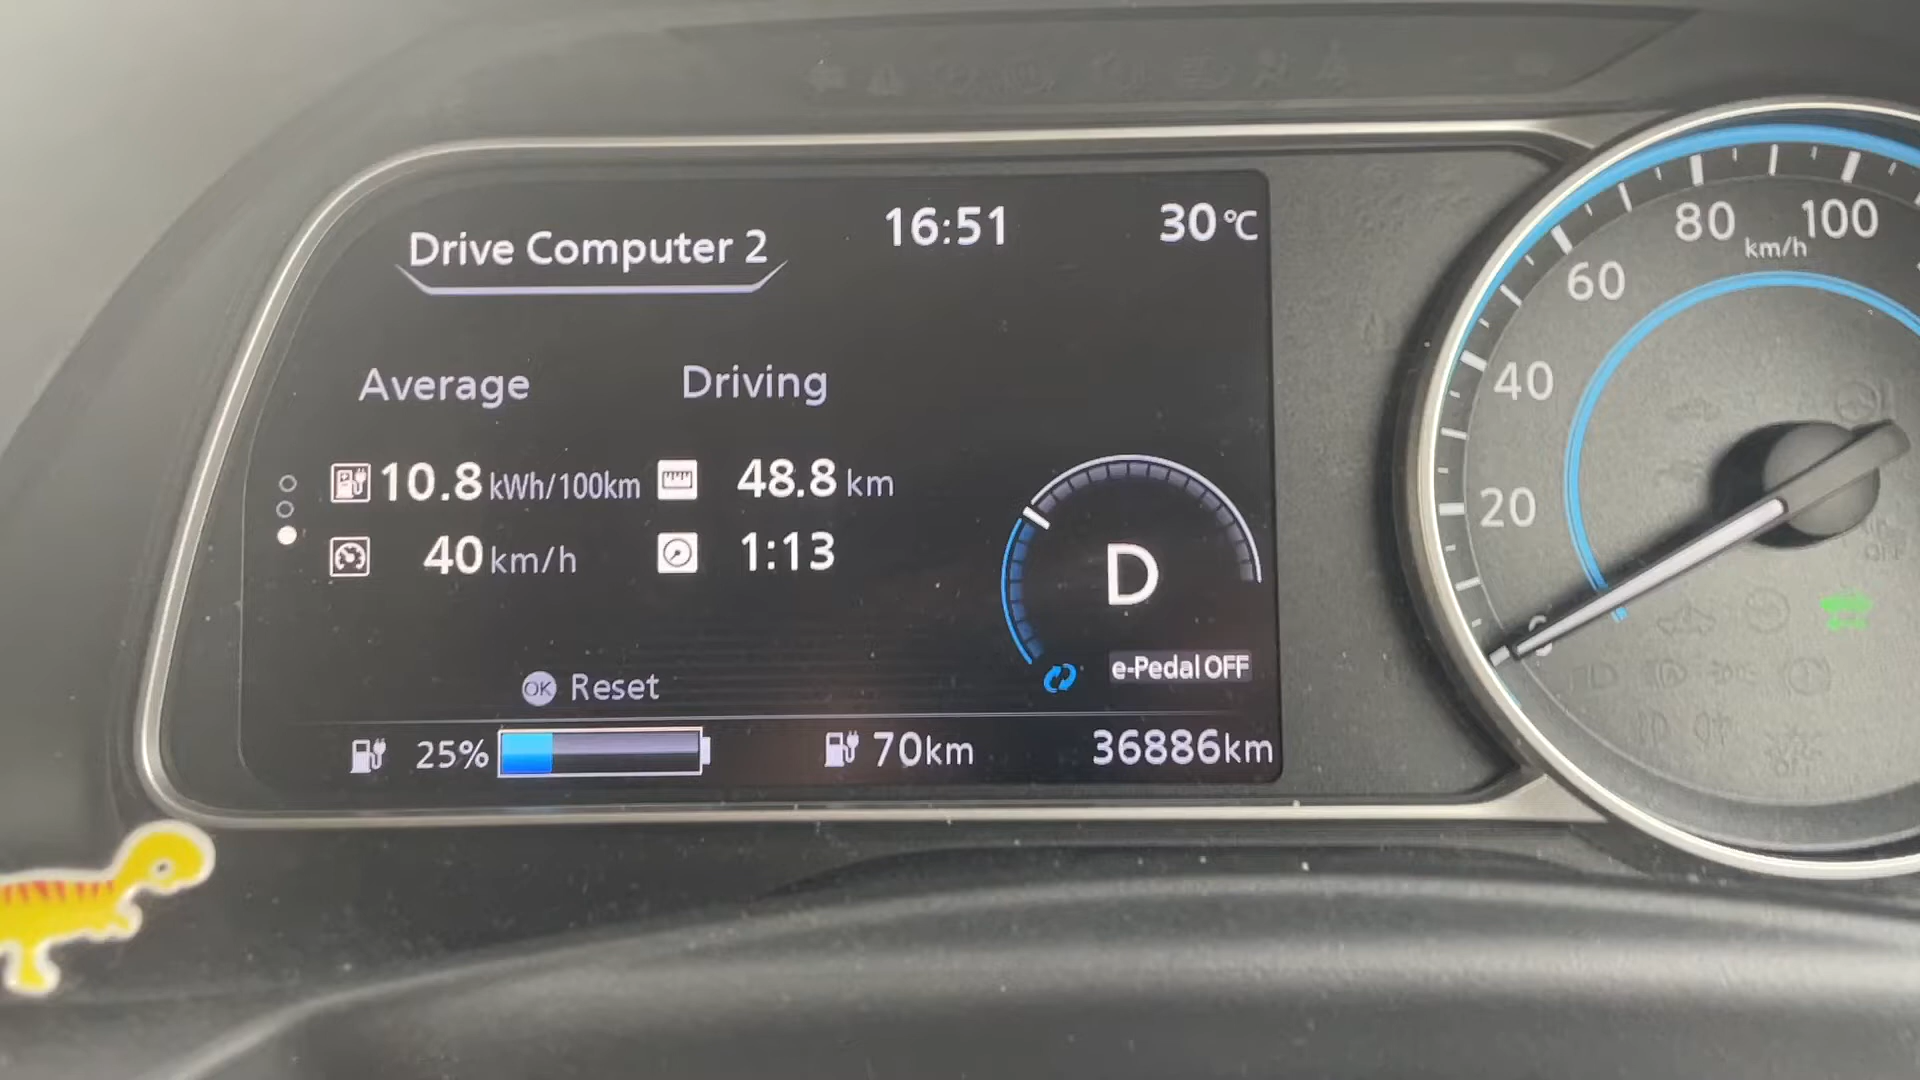 Drive Computer 2
16:51
30°C
Average
Driving
10.8 kWh/100km
48.8 km
40 km/h
1:13
D
e-Pedal OFF
OK Reset
25%
70km
36886km
0
20
40
60
80
100
km/h